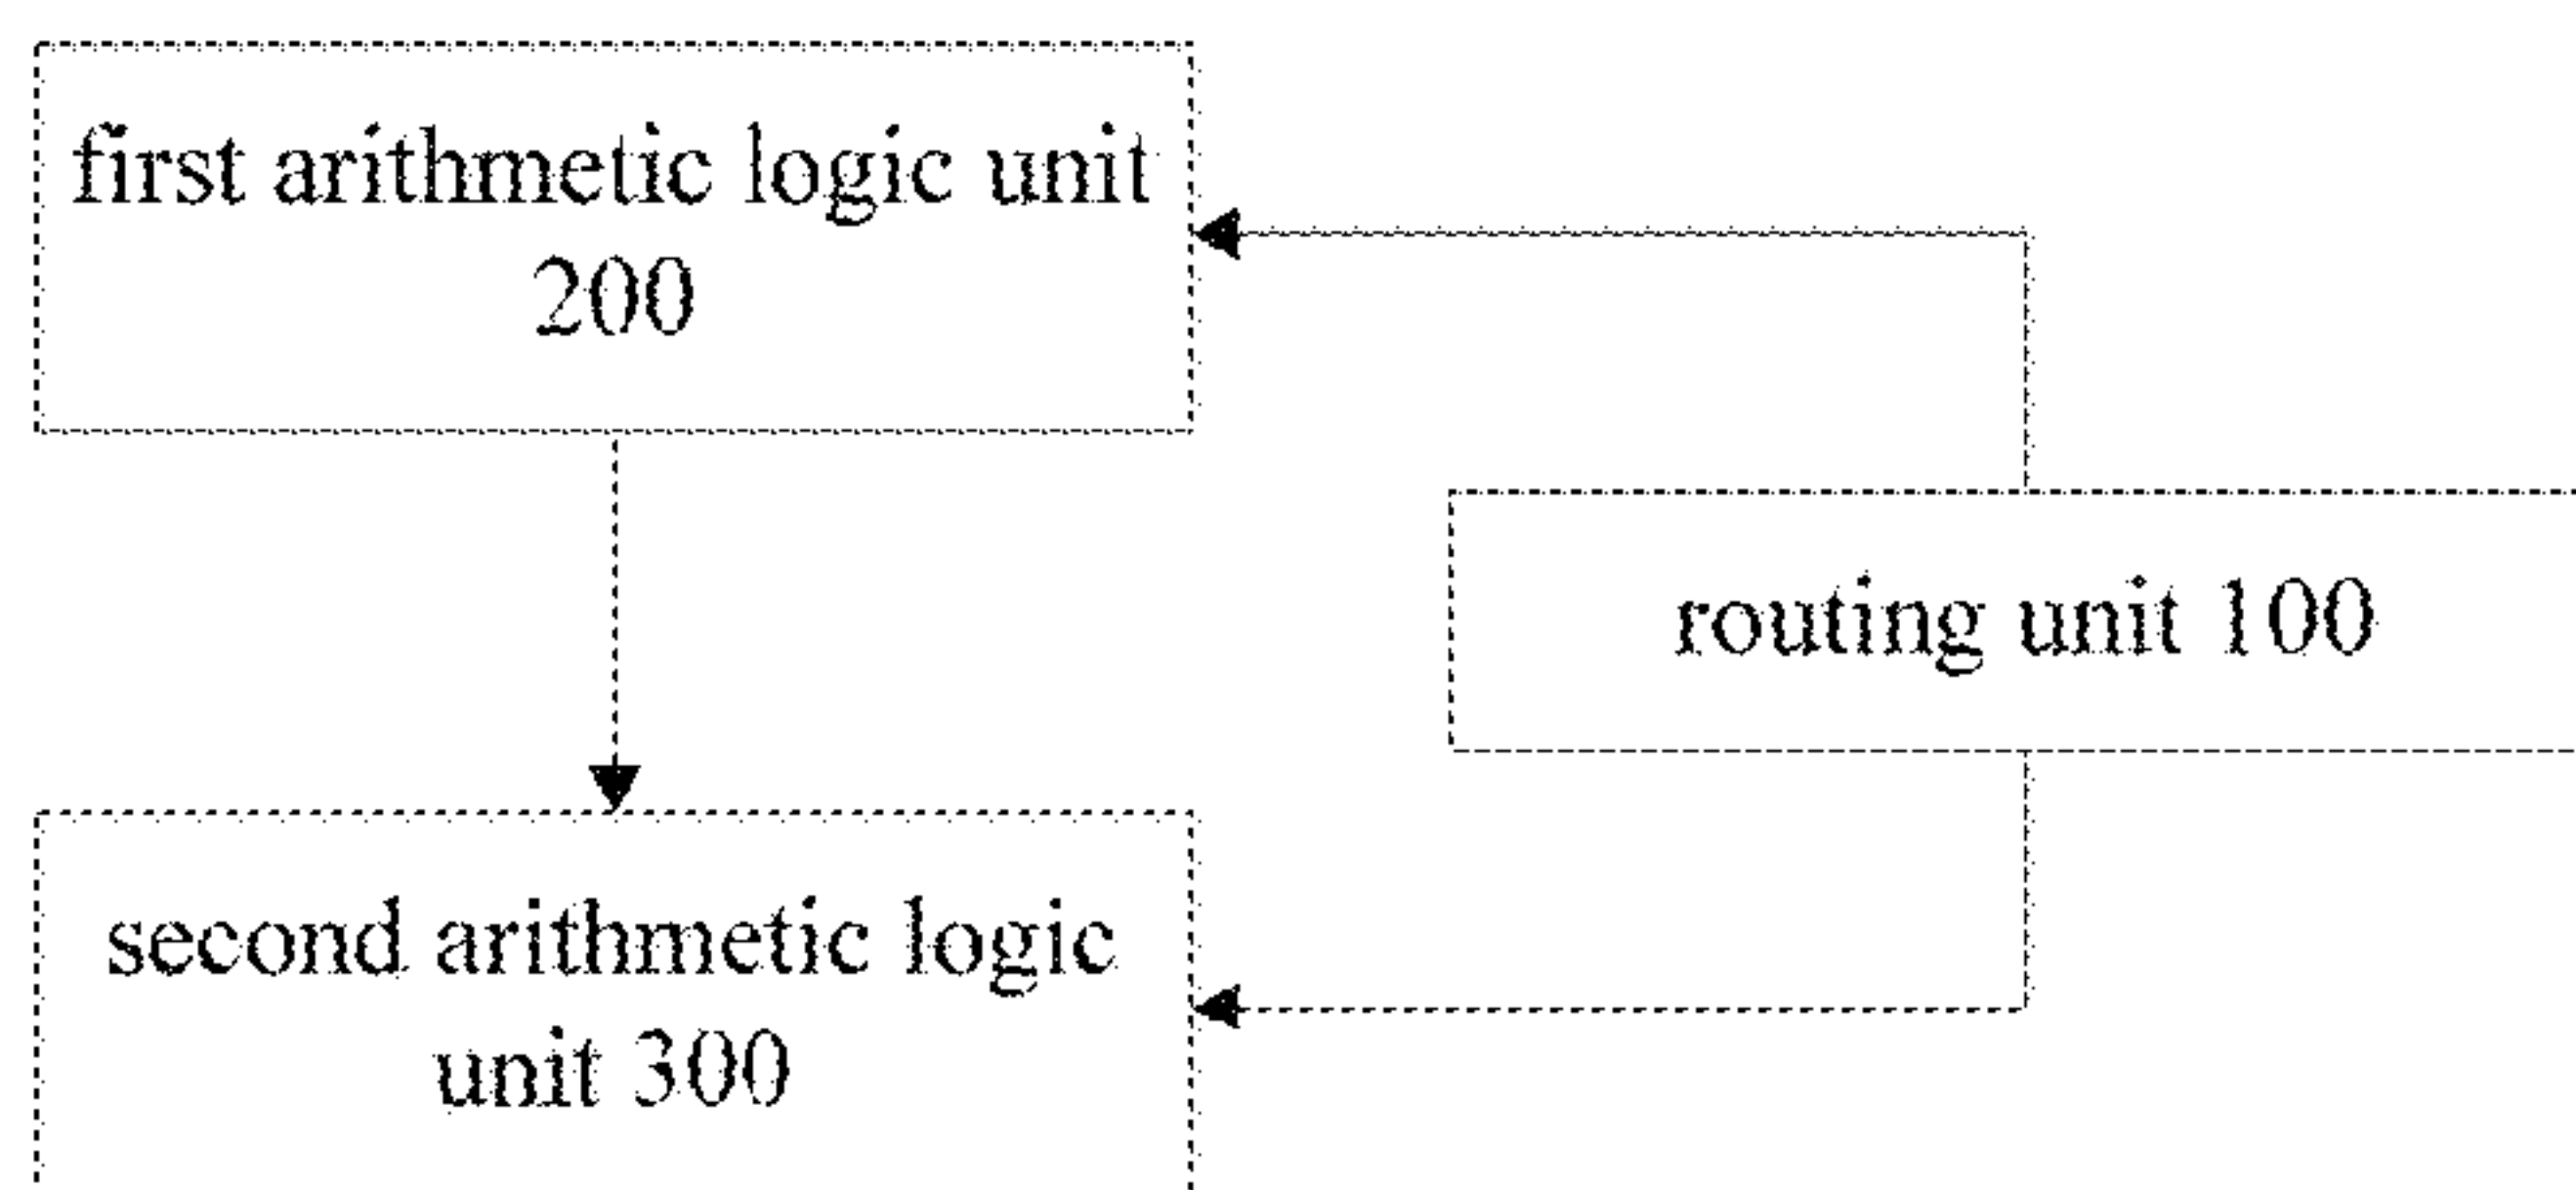 first arithmetic logic unit
200
routing unit 100
second arithmetic logic
unit 300